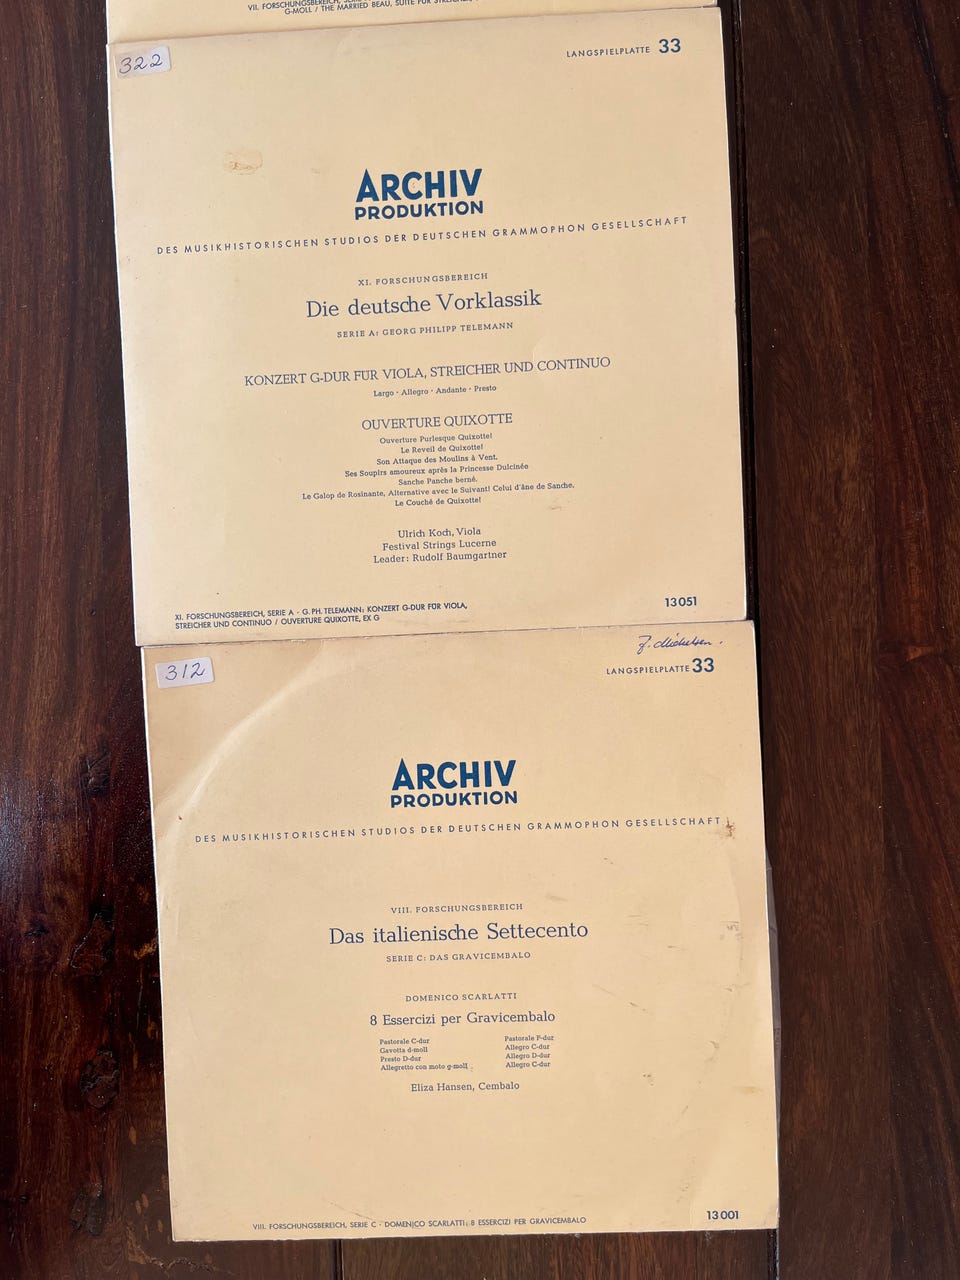 VII. FORSCHUNGSBEREICH,
G-MOLL / THE MARRIED BEAU, SUITE FÜR STREICHER,
322
LANGSPIELPLATTE 33
ARCHIV
PRODUKTION
DES MUSIKHISTORISCHEN STUDIOS DER DEUTSCHEN GRAMMOPHON GESELLSCHAFT
XI. FORSCHUNGSBEREICH
Die deutsche Vorklassik
SERIE A: GEORG PHILIPP TELEMANN
KONZERT G-DUR FÜR VIOLA, STREICHER UND CONTINUO
Largo · Allegro · Andante · Presto
OUVERTURE QUIXOTTE
Ouverture Purlesque Quixotte!
Le Reveil de Quixotte!
Son Attaque des Moulins à Vent.
Ses Soupirs amoureux après la Princesse Dulcinée
Sanche Panche berné.
Le Galop de Rosinante, Alternative avec le Suivant! Celui d'âne de Sanche.
Le Couché de Quixotte!
Ulrich Koch, Viola
Festival Strings Lucerne
Leader: Rudolf Baumgartner
XI. FORSCHUNGSBEREICH, SERIE A - G. PH. TELEMANN: KONZERT G-DUR FÜR VIOLA,
STREICHER UND CONTINUO / OUVERTURE QUIXOTTE, EX G
13051
312
LANGSPIELPLATTE 33
ARCHIV
PRODUKTION
DES MUSIKHISTORISCHEN STUDIOS DER DEUTSCHEN GRAMMOPHON GESELLSCHAFT
VIII. FORSCHUNGSBEREICH
Das italienische Settecento
SERIE C: DAS GRAVICEMBALO
DOMENICO SCARLATTI
8 Essercizi per Gravicembalo
Pastorale C-dur
Gavotta d-moll
Presto D-dur
Allegretto con moto g-moll
Pastorale F-dur
Allegro C-dur
Allegro D-dur
Allegro C-dur
Eliza Hansen, Cembalo
VIII. FORSCHUNGSBEREICH, SERIE C - DOMENICO SCARLATTI: 8 ESSERCIZI PER GRAVICEMBALO
13001